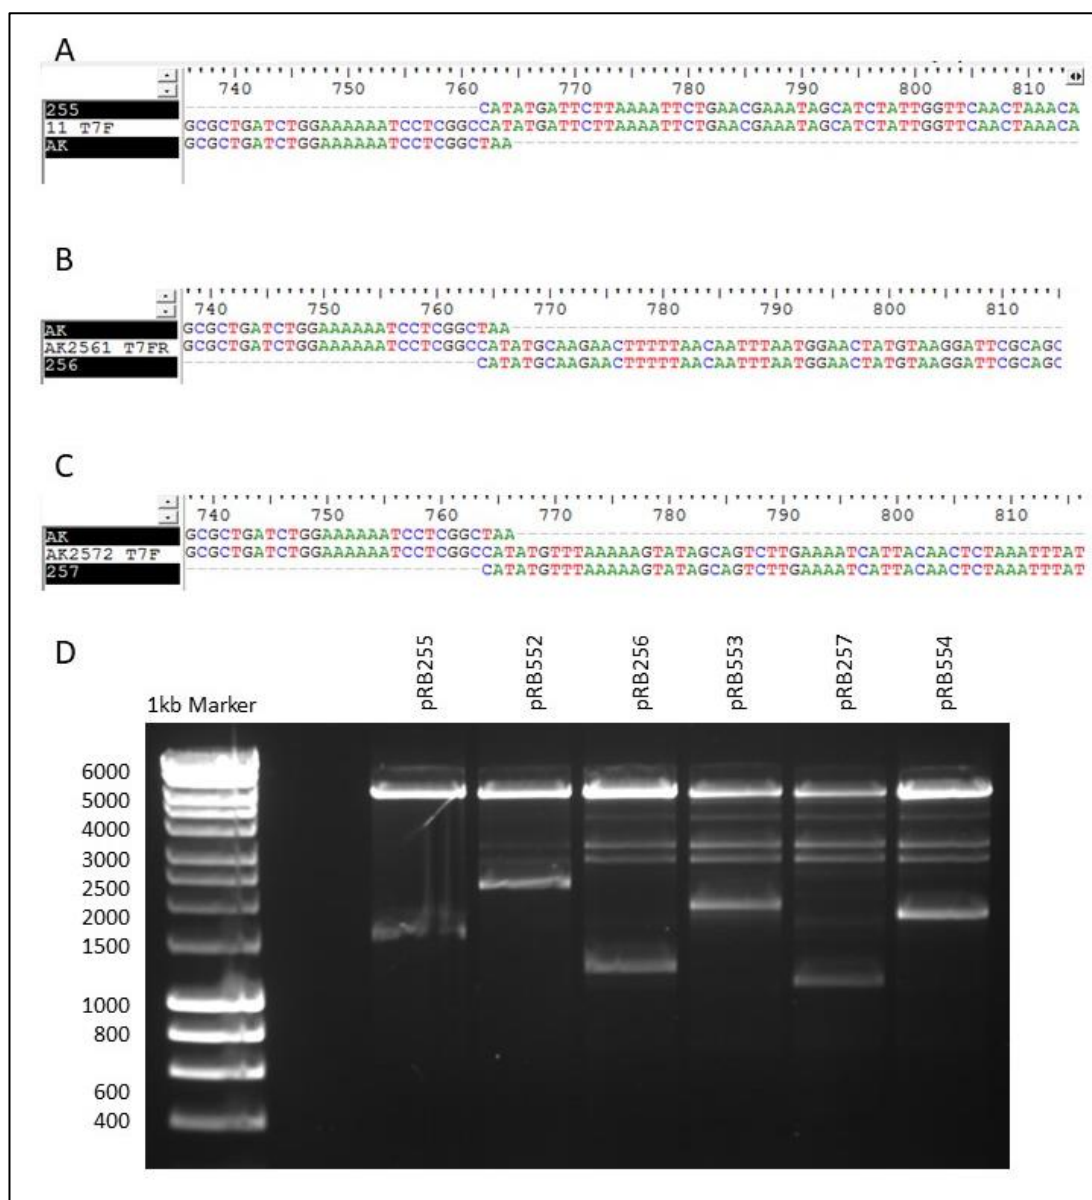 A
740 750 760 770 780 790 800 810
255 CATATGATTCTTAAAATTCTGAACGAAATAGCATCTATTGGTTCAACTAAACA
11 T7F GCGCTGATCTGGAAAAAATCCTCGGCCATATGATTCTTAAAATTCTGAACGAAATAGCATCTATTGGTTCAACTAAACA
AK GCGCTGATCTGGAAAAAATCCTCGGCTAA
B
740 750 760 770 780 790 800 810
AK GCGCTGATCTGGAAAAAATCCTCGGCTAA
AK2561 T7FR GCGCTGATCTGGAAAAAATCCTCGGCCATATGCAAGAACTTTTTAACAATTTAATGGAACTATGTAAGGATTCGCAGC
256 CATATGCAAGAACTTTTTAACAATTTAATGGAACTATGTAAGGATTCGCAGC
C
740 750 760 770 780 790 800 810
AK GCGCTGATCTGGAAAAAATCCTCGGCTAA
AK2572 T7F GCGCTGATCTGGAAAAAATCCTCGGCCATATGTTTAAAAAGTATAGCAGTCTTGAAAATCATTACAACTCTAAATTTAT
257 CATATGTTTAAAAAGTATAGCAGTCTTGAAAATCATTACAACTCTAAATTTAT
D
1kb Marker pRB255 pRB552 pRB256 pRB553 pRB257 pRB554
6000
5000
4000
3000
2500
2000
1500
1000
800
600
400